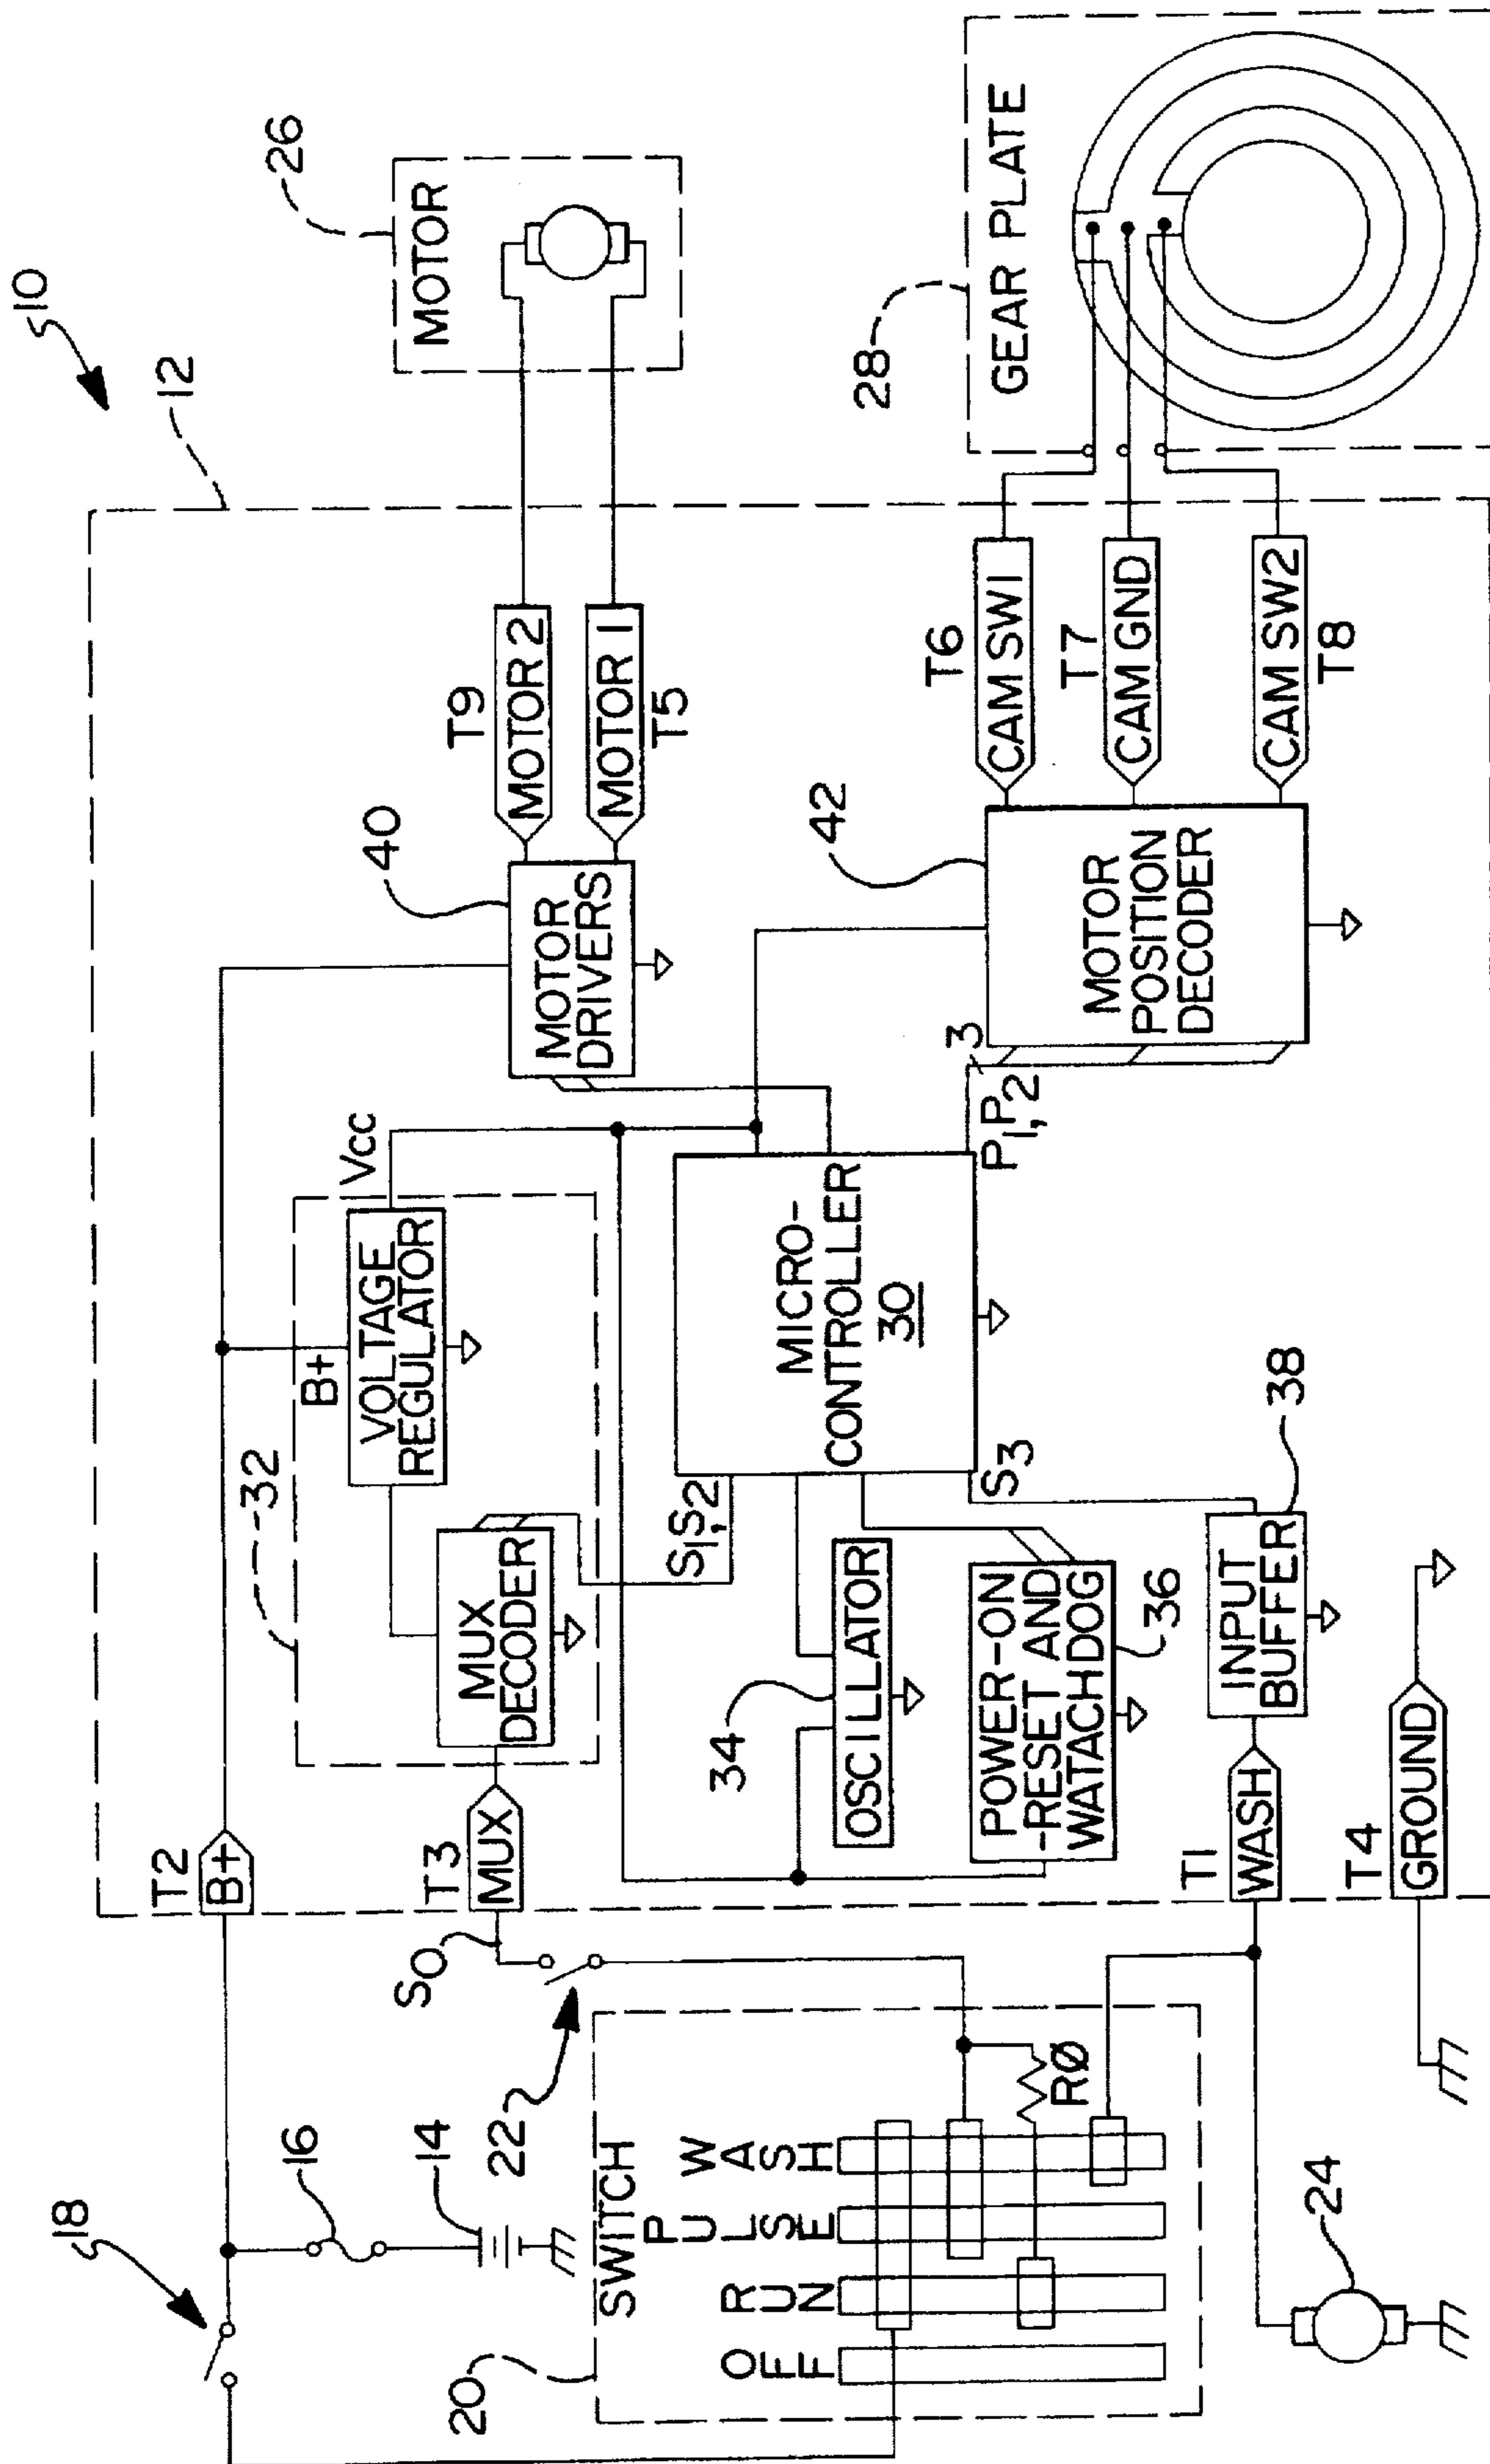 10
12
26
MOTOR
18
16
14
T2
B+
32
B+
VOLTAGE
REGULATOR
Vcc
40
T9
MOTOR 2
MOTOR 1
T5
MOTOR
DRIVERS
S0
T3
MUX
MUX
DECODER
22
20
SWITCH
OFF
RUN
PULSE
WASH
RØ
34
OSCILLATOR
S1,S2
MICRO-
CONTROLLER
30
POWER-ON
-RESET AND
WATACHDOG
36
S3
P1,P2
3
42
MOTOR
POSITION
DECODER
T6
CAM SW1
T7
CAM GND
CAM SW2
T8
28
GEAR PLATE
T1
WASH
INPUT
BUFFER
38
T4
GROUND
24